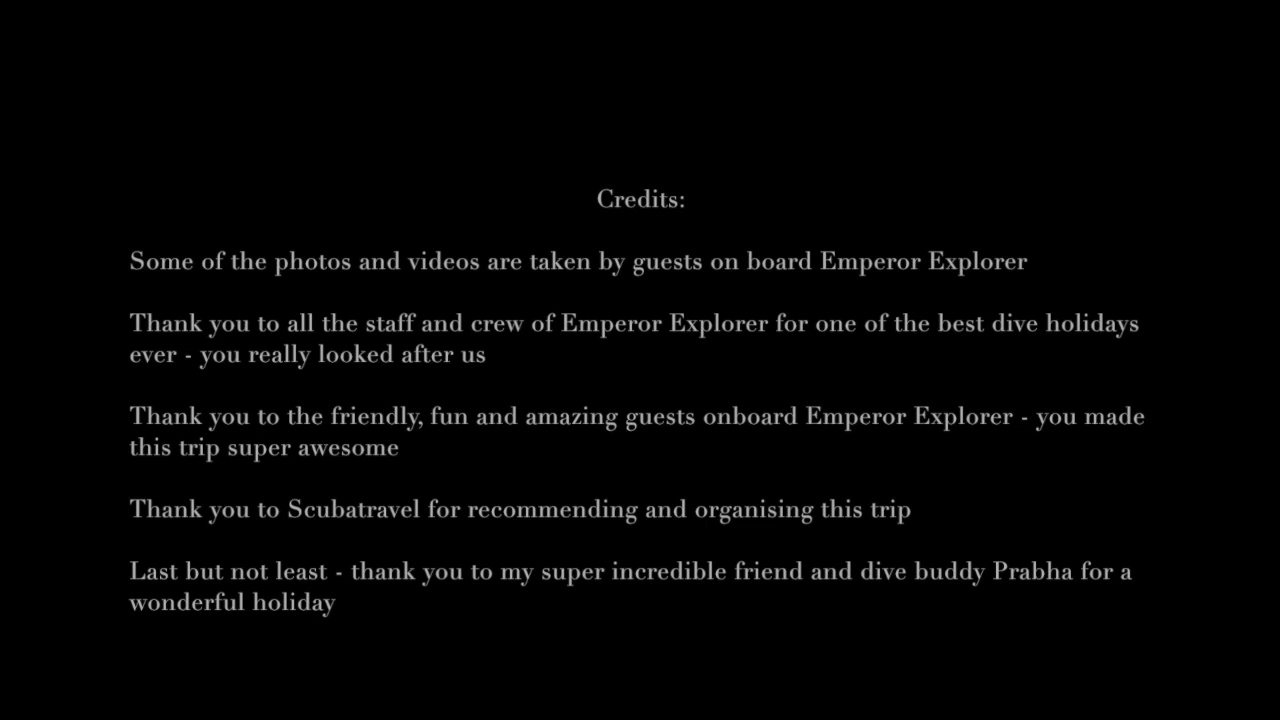 Credits:
Some of the photos and videos are taken by guests on board Emperor Explorer
Thank you to all the staff and crew of Emperor Explorer for one of the best dive holidays
ever - you really looked after us
Thank you to the friendly, fun and amazing guests onboard Emperor Explorer - you made
this trip super awesome
Thank you to Scubatravel for recommending and organising this trip
Last but not least - thank you to my super incredible friend and dive buddy Prabha for a
wonderful holiday